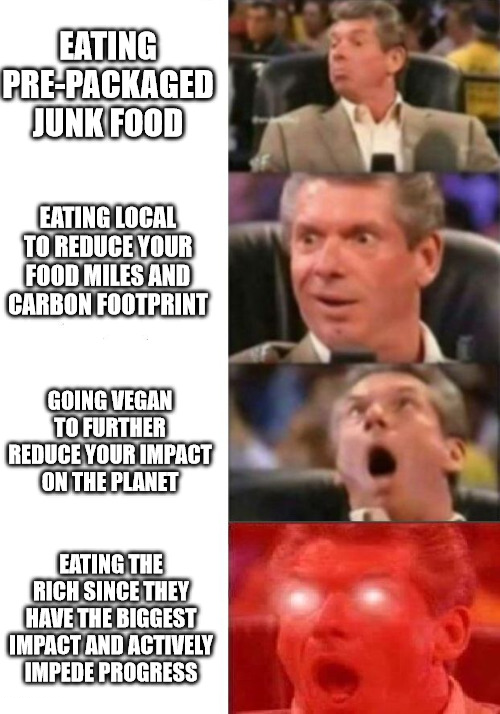 EATING
PRE-PACKAGED
JUNK FOOD
EATING LOCAL
TO REDUCE YOUR
FOOD MILES AND
CARBON FOOTPRINT
GOING VEGAN
TO FURTHER
REDUCE YOUR IMPACT
ON THE PLANET
EATING THE
RICH SINCE THEY
HAVE THE BIGGEST
IMPACT AND ACTIVELY
IMPEDE PROGRESS